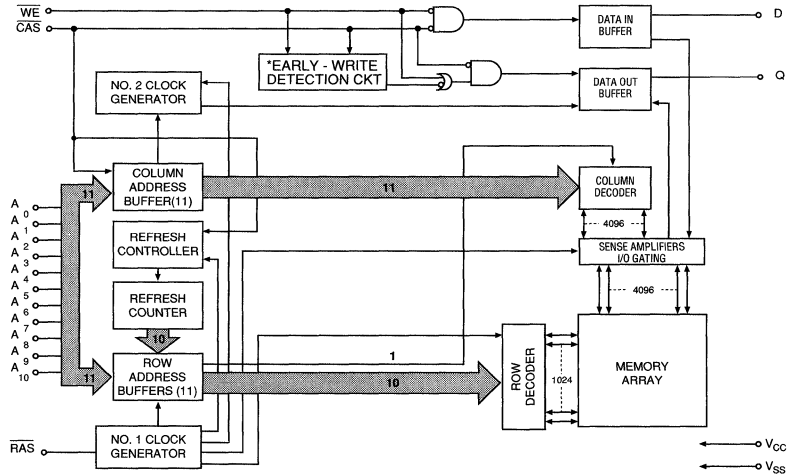 WE
CAS
D
DATA IN
BUFFER
*EARLY - WRITE
DETECTION CKT
Q
DATA OUT
BUFFER
NO. 2 CLOCK
GENERATOR
COLUMN
ADDRESS
BUFFER(11)
11
11
COLUMN
DECODER
4096
SENSE AMPLIFIERS
I/O GATING
4096
A0
A1
A2
A3
A4
A5
A6
A7
A8
A9
A10
REFRESH
CONTROLLER
REFRESH
COUNTER
10
ROW
ADDRESS
BUFFERS (11)
11
1
10
ROW
DECODER
1024
MEMORY
ARRAY
RAS
NO. 1 CLOCK
GENERATOR
VCC
VSS